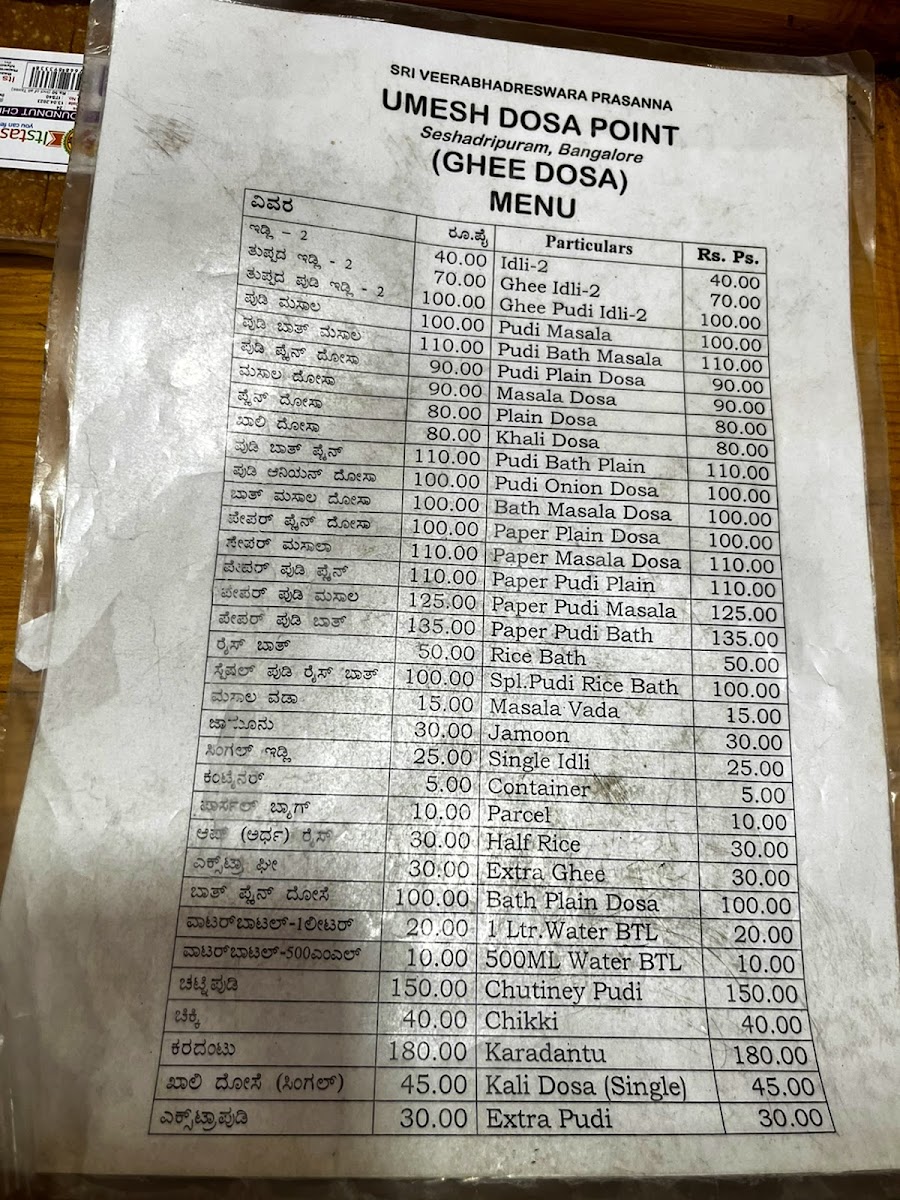 SRI VEERABHADRESWARA PRASANNA
UMESH DOSA POINT
Seshadripuram, Bangalore
(GHEE DOSA)
MENU
ವಿವರ ರೂ.ಪೈ Particulars Rs. Ps.
ಇಡ್ಲಿ - 2 40.00 Idli-2 40.00
ತುಪ್ಪದ ಇಡ್ಲಿ - 2 70.00 Ghee Idli-2 70.00
ತುಪ್ಪದ ಪುಡಿ ಇಡ್ಲಿ - 2 100.00 Ghee Pudi Idli-2 100.00
ಪುಡಿ ಮಸಾಲ 100.00 Pudi Masala 100.00
ಪುಡಿ ಬಾತ್ ಮಸಾಲ 110.00 Pudi Bath Masala 110.00
ಪುಡಿ ಪ್ಲೈನ್ ದೋಸಾ 90.00 Pudi Plain Dosa 90.00
ಮಸಾಲ ದೋಸಾ 90.00 Masala Dosa 90.00
ಪ್ಲೈನ್ ದೋಸಾ 80.00 Plain Dosa 80.00
ಖಾಲಿ ದೋಸಾ 80.00 Khali Dosa 80.00
ಪುಡಿ ಬಾತ್ ಪ್ಲೈನ್ 110.00 Pudi Bath Plain 110.00
ಪುಡಿ ಆನಿಯನ್ ದೋಸಾ 100.00 Pudi Onion Dosa 100.00
ಬಾತ್ ಮಸಾಲ ದೋಸಾ 100.00 Bath Masala Dosa 100.00
ಪೇಪರ್ ಪ್ಲೈನ್ ದೋಸಾ 100.00 Paper Plain Dosa 100.00
ಪೇಪರ್ ಮಸಾಲಾ 110.00 Paper Masala Dosa 110.00
ಪೇಪರ್ ಪುಡಿ ಪ್ಲೈನ್ 110.00 Paper Pudi Plain 110.00
ಪೇಪರ್ ಪುಡಿ ಮಸಾಲ 125.00 Paper Pudi Masala 125.00
ಪೇಪರ್ ಪುಡಿ ಬಾತ್ 135.00 Paper Pudi Bath 135.00
ರೈಸ್ ಬಾತ್ 50.00 Rice Bath 50.00
ಸ್ಪೆಷಲ್ ಪುಡಿ ರೈಸ್ ಬಾತ್ 100.00 Spl.Pudi Rice Bath 100.00
ಮಸಾಲ ವಡಾ 15.00 Masala Vada 15.00
ಜಾಮೂನು 30.00 Jamoon 30.00
ಸಿಂಗಲ್ ಇಡ್ಲಿ 25.00 Single Idli 25.00
ಕಂಟೈನರ್ 5.00 Container 5.00
ಪಾರ್ಸಲ್ ಬ್ಯಾಗ್ 10.00 Parcel 10.00
ಆಫ್ (ಅರ್ಧ) ರೈಸ್ 30.00 Half Rice 30.00
ಎಕ್ಸ್‌ಟ್ರಾ ಘೀ 30.00 Extra Ghee 30.00
ಬಾತ್ ಪ್ಲೈನ್ ದೋಸೆ 100.00 Bath Plain Dosa 100.00
ವಾಟರ್‌ಬಾಟಲ್-1ಲೀಟರ್ 20.00 1 Ltr.Water BTL 20.00
ವಾಟರ್‌ಬಾಟಲ್-500ಎಂಎಲ್ 10.00 500ML Water BTL 10.00
ಚಟ್ನಿಪುಡಿ 150.00 Chutiney Pudi 150.00
ಚಿಕ್ಕಿ 40.00 Chikki 40.00
ಕರದಂಟು 180.00 Karadantu 180.00
ಖಾಲಿ ದೋಸೆ (ಸಿಂಗಲ್) 45.00 Kali Dosa (Single) 45.00
ಎಕ್ಸ್‌ಟ್ರಾಪುಡಿ 30.00 Extra Pudi 30.00